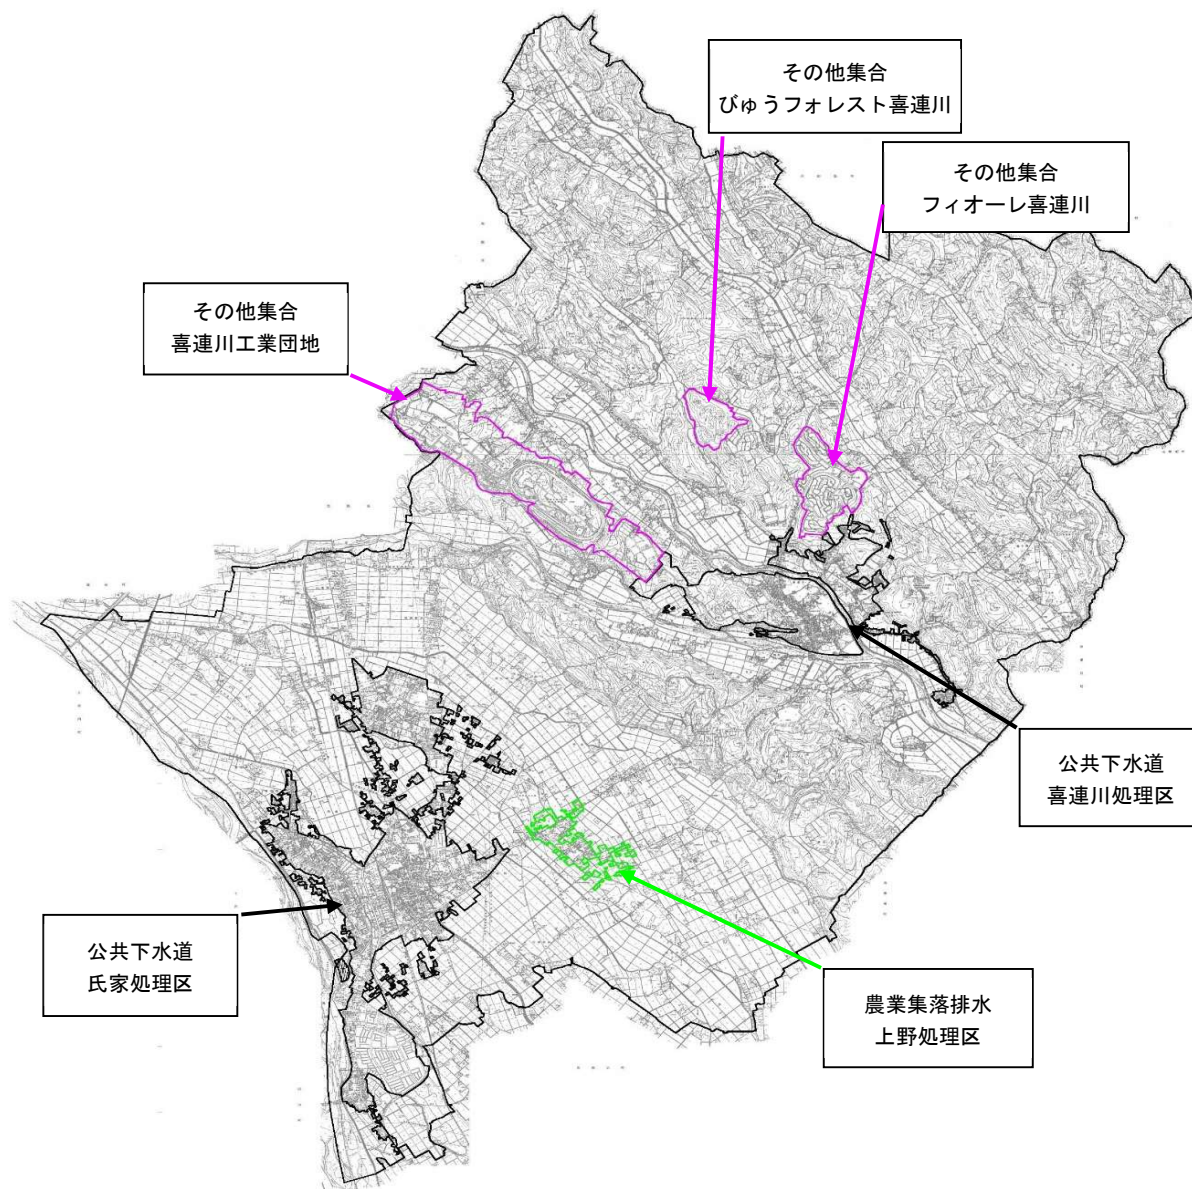 その他集合
びゅうフォレスト喜連川
その他集合
フィオーレ喜連川
その他集合
喜連川工業団地
公共下水道
喜連川処理区
公共下水道
氏家処理区
農業集落排水
上野処理区